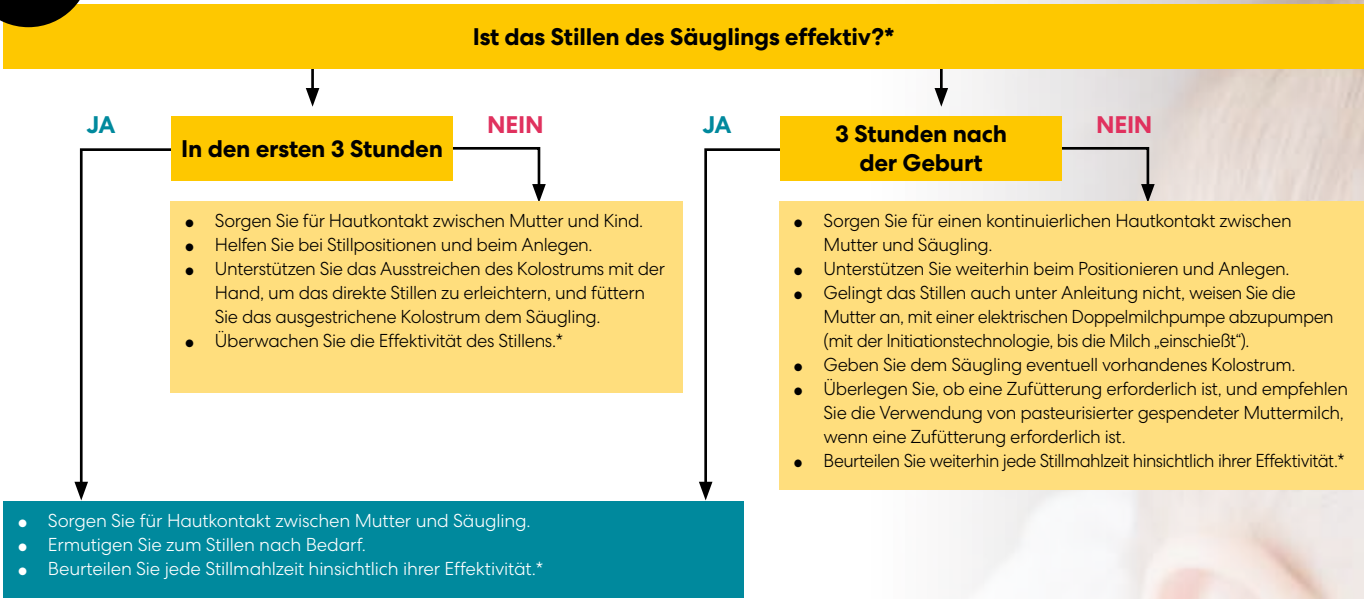 Ist das Stillen des Säuglings effektiv?*
JA
In den ersten 3 Stunden
NEIN
• Sorgen Sie für Hautkontakt zwischen Mutter und Kind.
• Helfen Sie bei Stillpositionen und beim Anlegen.
• Unterstützen Sie das Ausstreichen des Kolostrums mit der
Hand, um das direkte Stillen zu erleichtern, und füttern
Sie das ausgestrichene Kolostrum dem Säugling.
• Überwachen Sie die Effektivität des Stillens.*
JA
3 Stunden nach
der Geburt
NEIN
• Sorgen Sie für einen kontinuierlichen Hautkontakt zwischen
Mutter und Säugling.
• Unterstützen Sie weiterhin beim Positionieren und Anlegen.
• Gelingt das Stillen auch unter Anleitung nicht, weisen Sie die
Mutter an, mit einer elektrischen Doppelmilchpumpe abzupumpen
(mit der Initiationstechnologie, bis die Milch „einschießt“).
• Geben Sie dem Säugling eventuell vorhandenes Kolostrum.
• Überlegen Sie, ob eine Zufütterung erforderlich ist, und empfehlen
Sie die Verwendung von pasteurisierter gespendeter Muttermilch,
wenn eine Zufütterung erforderlich ist.
• Beurteilen Sie weiterhin jede Stillmahlzeit hinsichtlich ihrer Effektivität.*
• Sorgen Sie für Hautkontakt zwischen Mutter und Säugling.
• Ermutigen Sie zum Stillen nach Bedarf.
• Beurteilen Sie jede Stillmahlzeit hinsichtlich ihrer Effektivität.*